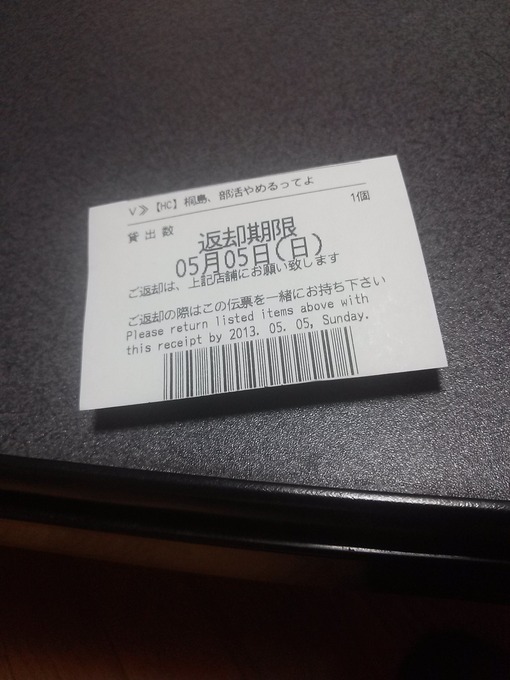 V≫【HC】桐島、部活やめるってよ
貸出数 1個
返却期限
05月05日(日)
ご返却は、上記店舗にお願い致します
ご返却の際はこの伝票を一緒にお持ち下さい
Please return listed items above with
this receipt by 2013. 05. 05, Sunday.